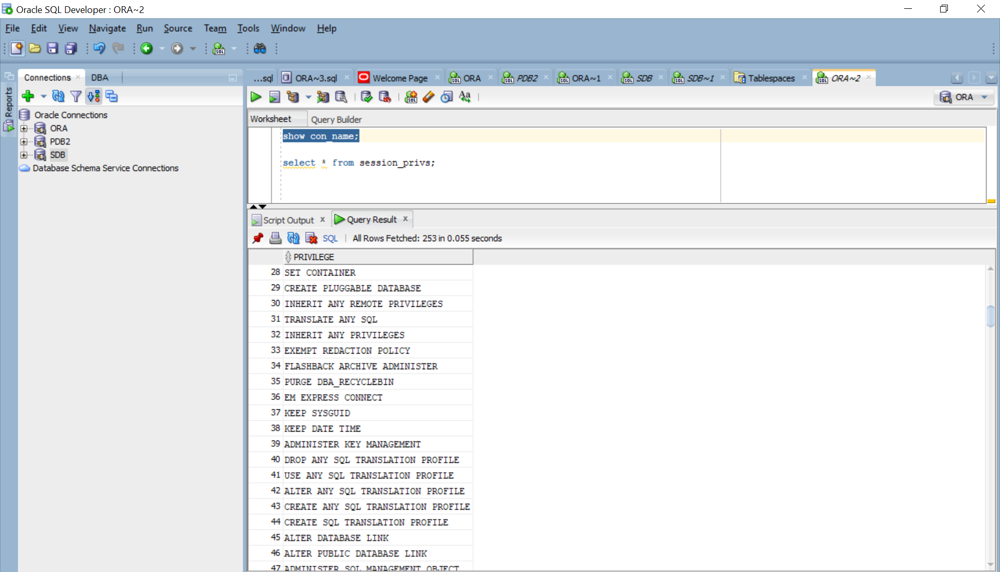 Oracle SQL Developer : ORA~2
File Edit View Navigate Run Source Team Tools Window Help
Reports
Connections
DBA
...sql
ORA~3.sql
Welcome Page
ORA
PDB2
ORA~1
SDB
SDB~1
Tablespaces
ORA~2
Aa
ORA
Oracle Connections
ORA
PDB2
SDB
Database Schema Service Connections
Worksheet
Query Builder
show con_name;
select * from session_privs;
Script Output
Query Result
SQL | All Rows Fetched: 253 in 0.055 seconds
PRIVILEGE
28 SET CONTAINER
29 CREATE PLUGGABLE DATABASE
30 INHERIT ANY REMOTE PRIVILEGES
31 TRANSLATE ANY SQL
32 INHERIT ANY PRIVILEGES
33 EXEMPT REDACTION POLICY
34 FLASHBACK ARCHIVE ADMINISTER
35 PURGE DBA_RECYCLEBIN
36 EM EXPRESS CONNECT
37 KEEP SYSGUID
38 KEEP DATE TIME
39 ADMINISTER KEY MANAGEMENT
40 DROP ANY SQL TRANSLATION PROFILE
41 USE ANY SQL TRANSLATION PROFILE
42 ALTER ANY SQL TRANSLATION PROFILE
43 CREATE ANY SQL TRANSLATION PROFILE
44 CREATE SQL TRANSLATION PROFILE
45 ALTER DATABASE LINK
46 ALTER PUBLIC DATABASE LINK
47 ADMINISTER SQL MANAGEMENT OBJECT